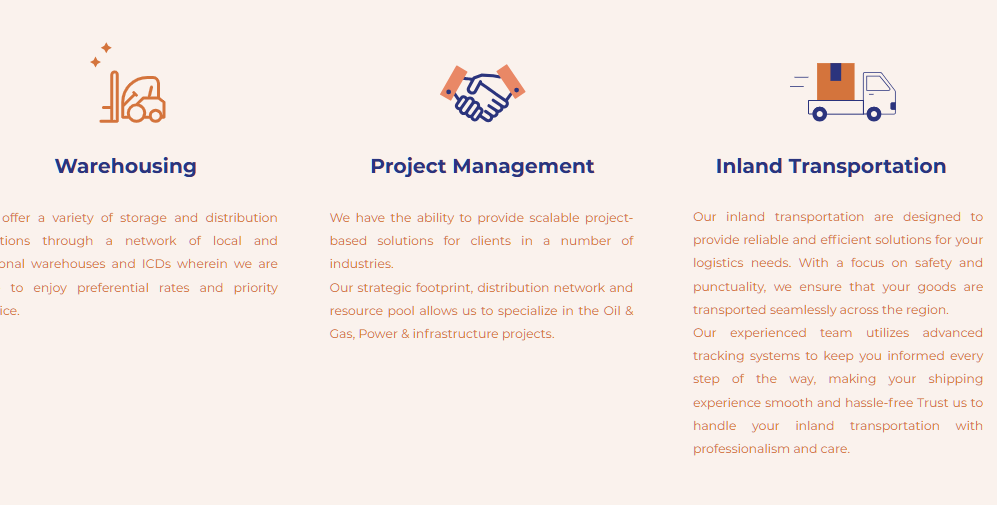 Warehousing
offer a variety of storage and distribution
through a network of local and
warehouses and ICDs wherein we are
to enjoy preferential rates and priority
Project Management
We have the ability to provide scalable project-
based solutions for clients in a number of
industries.
Our strategic footprint, distribution network and
resource pool allows us to specialize in the Oil &
Gas, Power & infrastructure projects.
Inland Transportation
Our inland transportation are designed to
provide reliable and efficient solutions for your
logistics needs. With a focus on safety and
punctuality, we ensure that your goods are
transported seamlessly across the region.
Our experienced team utilizes advanced
tracking systems to keep you informed every
step of the way, making your shipping
experience smooth and hassle-free Trust us to
handle your inland transportation with
professionalism and care.